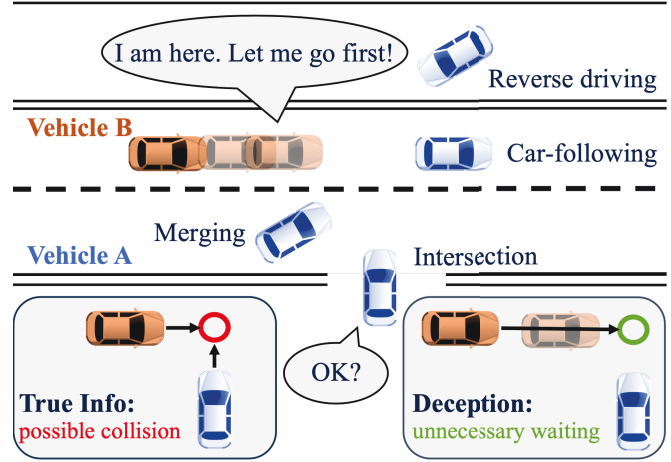 I am here. Let me go first!
Reverse driving
Vehicle B
Car-following
Merging
Vehicle A
Intersection
OK?
True Info:
possible collision
Deception:
unnecessary waiting